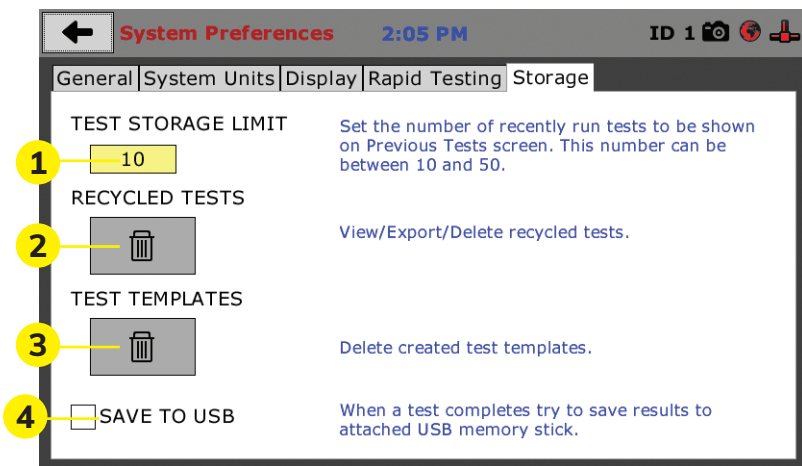 System Preferences 2:05 PM ID 1
General System Units Display Rapid Testing Storage
TEST STORAGE LIMIT
Set the number of recently run tests to be shown
on Previous Tests screen. This number can be
between 10 and 50.
1 10
RECYCLED TESTS
2
View/Export/Delete recycled tests.
TEST TEMPLATES
3
Delete created test templates.
4 SAVE TO USB
When a test completes try to save results to
attached USB memory stick.